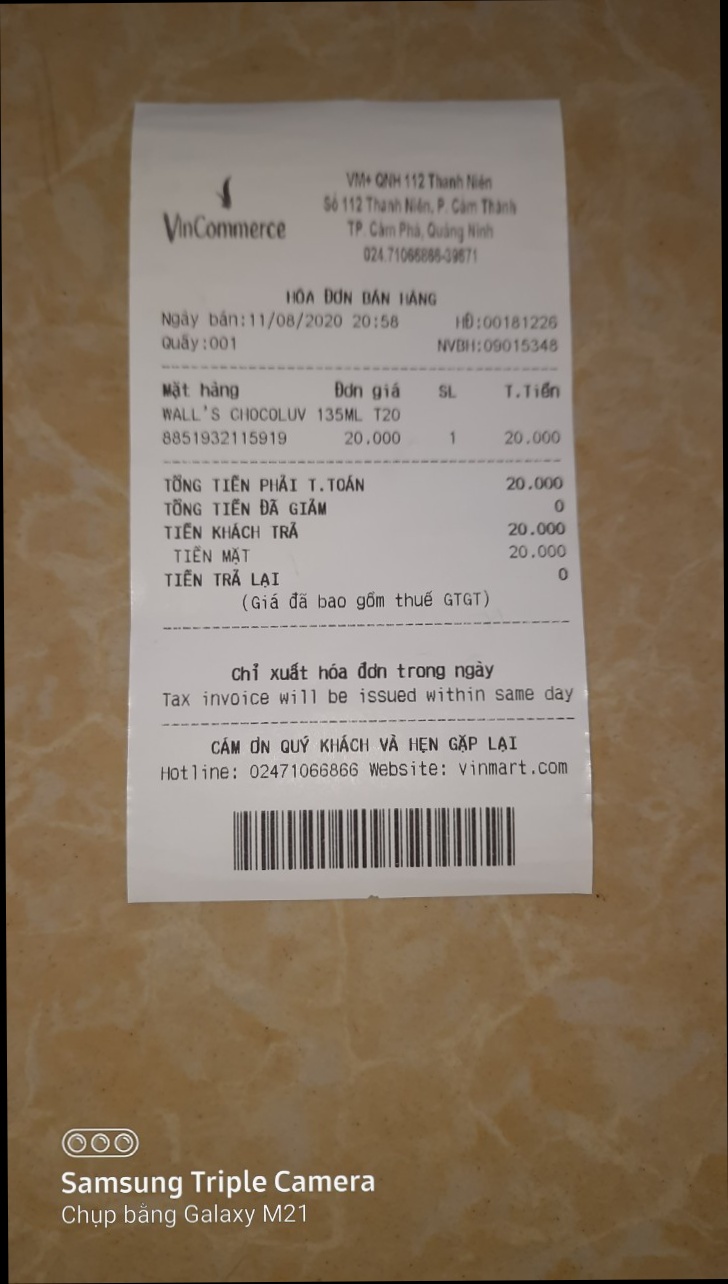 VinCommerce
VM+ QNH 112 Thanh Niên
Số 112 Thanh Niên, P. Cẩm Thành
TP. Cẩm Phả, Quảng Ninh
024.71066866-39671
HÓA ĐƠN BÁN HÀNG
Ngày bán:11/08/2020 20:58 HĐ:00181226
Quầy:001 NVBH:09015348
Mặt hàng Đơn giá SL T.Tiền
WALL'S CHOCOLUV 135ML T20
8851932115919 20.000 1 20.000
TỔNG TIỀN PHẢI T.TOÁN 20.000
TỔNG TIỀN ĐÃ GIẢM 0
TIỀN KHÁCH TRẢ 20.000
TIỀN MẶT 20.000
TIỀN TRẢ LẠI 0
(Giá đã bao gồm thuế GTGT)
Chỉ xuất hóa đơn trong ngày
Tax invoice will be issued within same day
CẢM ƠN QUÝ KHÁCH VÀ HẸN GẶP LẠI
Hotline: 02471066866 Website: vinmart.com
Samsung Triple Camera
Chụp bằng Galaxy M21